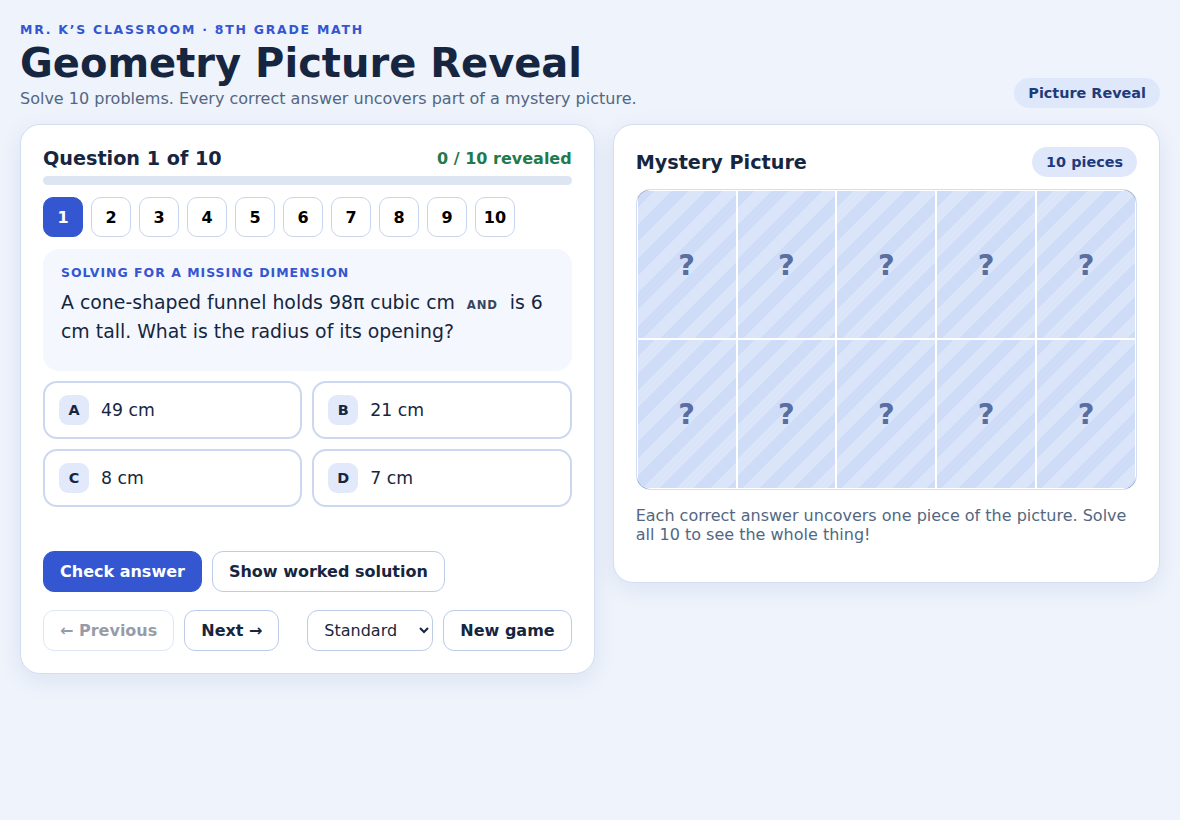 MR. K’S CLASSROOM · 8TH GRADE MATH
Geometry Picture Reveal
Solve 10 problems. Every correct answer uncovers part of a mystery picture.
Picture Reveal
Question 1 of 10
0 / 10 revealed
1 2 3 4 5 6 7 8 9 10
SOLVING FOR A MISSING DIMENSION
A cone-shaped funnel holds 98π cubic cm AND is 6
cm tall. What is the radius of its opening?
A 49 cm
B 21 cm
C 8 cm
D 7 cm
Check answer
Show worked solution
← Previous
Next →
Standard
New game
Mystery Picture
10 pieces
? ? ? ? ?
? ? ? ? ?
Each correct answer uncovers one piece of the picture. Solve
all 10 to see the whole thing!